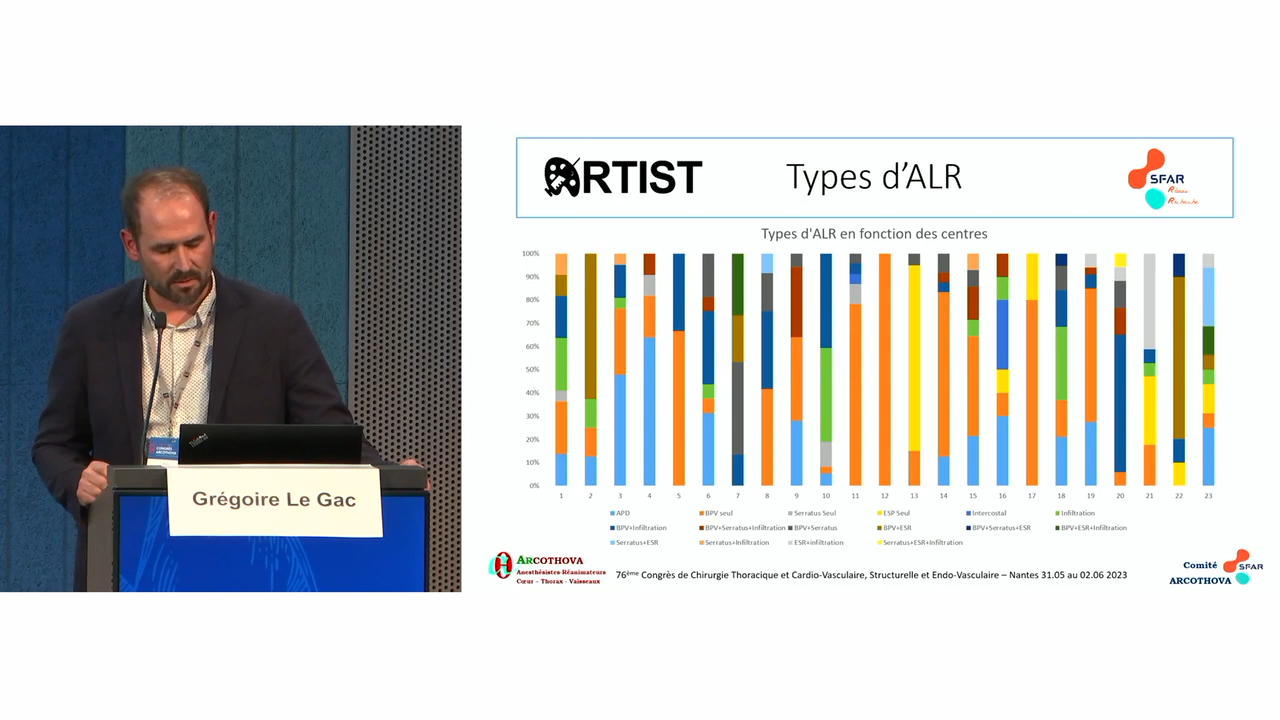 ThinkPad
CONGRÈS
ARCOTHOVA
Grégoire Le Gac
ARTIST
Types d'ALR
SFAR
Réseau
Recherche
Types d'ALR en fonction des centres
100%
90%
80%
70%
60%
50%
40%
30%
20%
10%
0%
1 2 3 4 5 6 7 8 9 10 11 12 13 14 15 16 17 18 19 20 21 22 23
APD BPV seul Serratus Seul ESP Seul Intercostal Infiltration
BPV+Infiltration BPV+Serratus+Infiltration BPV+Serratus BPV+ESR BPV+Serratus+ESR BPV+ESR+Infiltration
Serratus+ESR Serratus+Infiltration ESR+infiltration Serratus+ESR+Infiltration
ARCOTHOVA
Anesthésistes-Réanimateurs
Cœur - Thorax - Vaisseaux
76ème Congrès de Chirurgie Thoracique et Cardio-Vasculaire, Structurelle et Endo-Vasculaire – Nantes 31.05 au 02.06 2023
Comité
ARCOTHOVA
SFAR